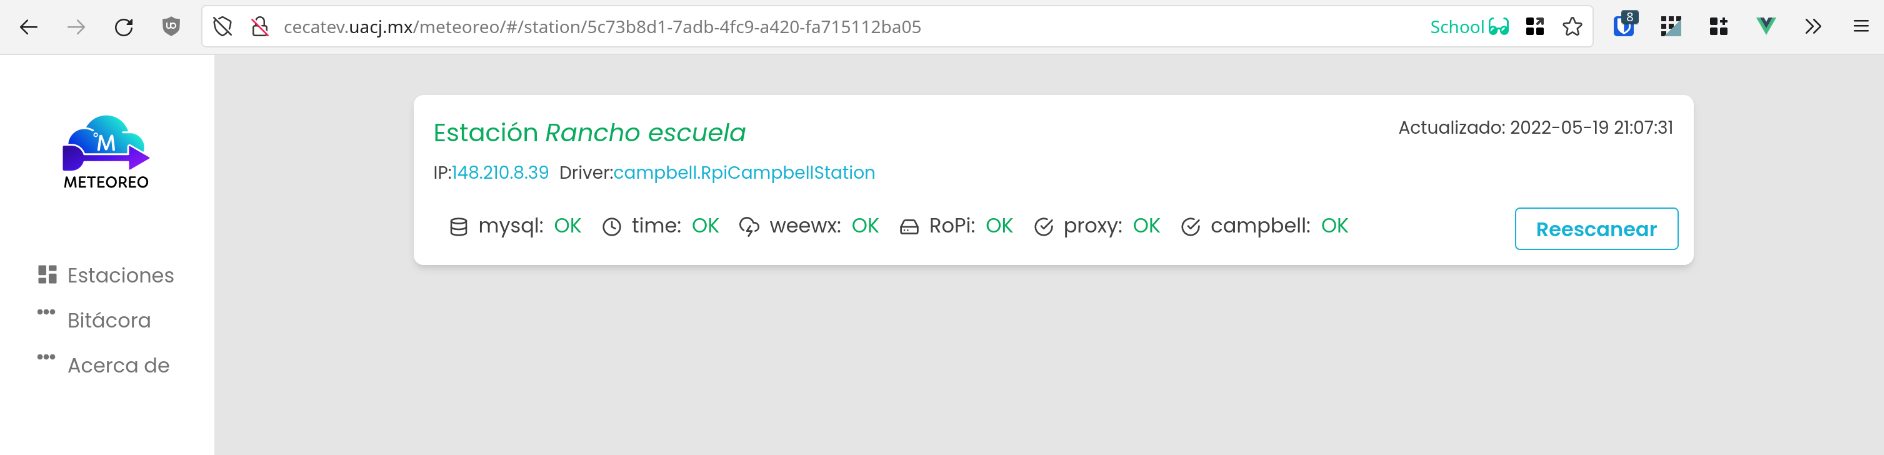 cecatev.uacj.mx/meteoreo/#/station/5c73b8d1-7adb-4fc9-a420-fa715112ba05 School 8
°M
METEOREO
Estaciones
Bitácora
Acerca de
Estación Rancho escuela
Actualizado: 2022-05-19 21:07:31
IP:148.210.8.39 Driver:campbell.RpiCampbellStation
mysql: OK time: OK weewx: OK RoPi: OK proxy: OK campbell: OK
Reescanear